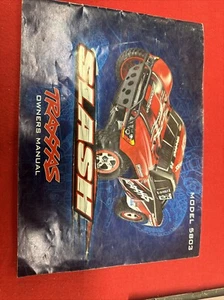 TRAXXAS
OWNERS MANUAL
SLASH
MODEL 5803